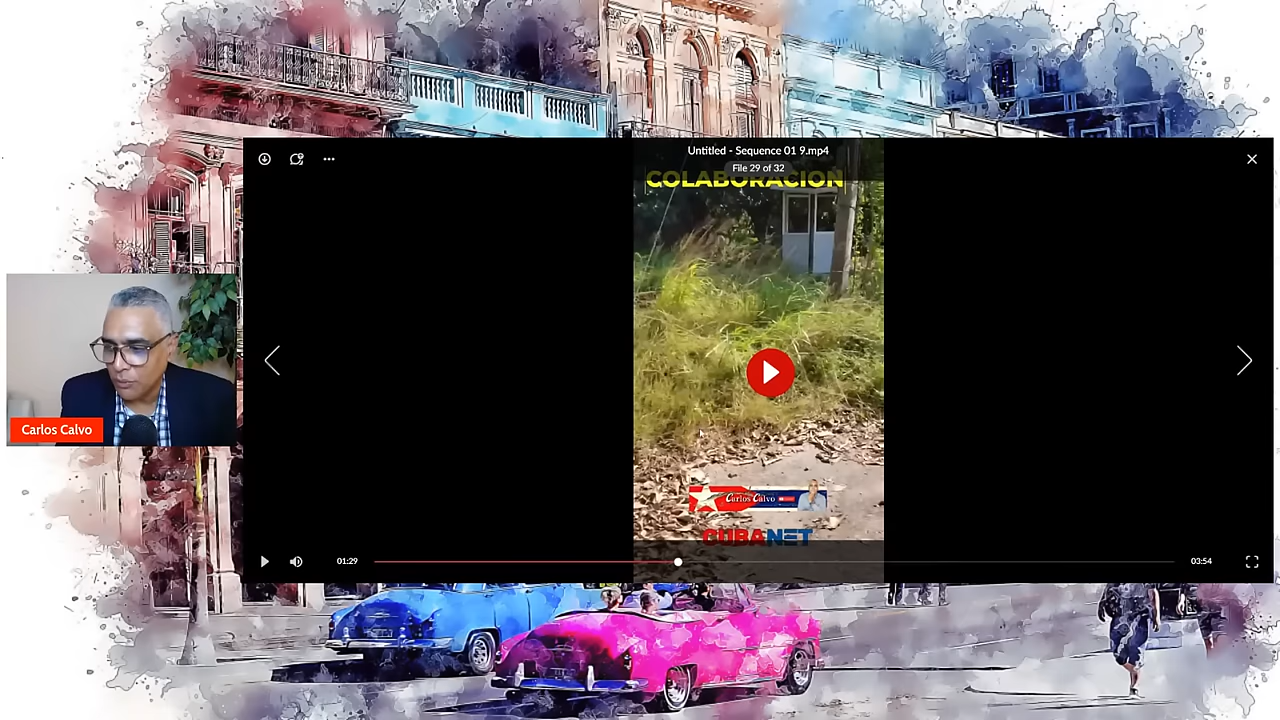 Untitled - Sequence 01 9.mp4
File 29 of 32
COLABORACION
Carlos Calvo
Carlos Calvo
CUBANET
01:29
03:54